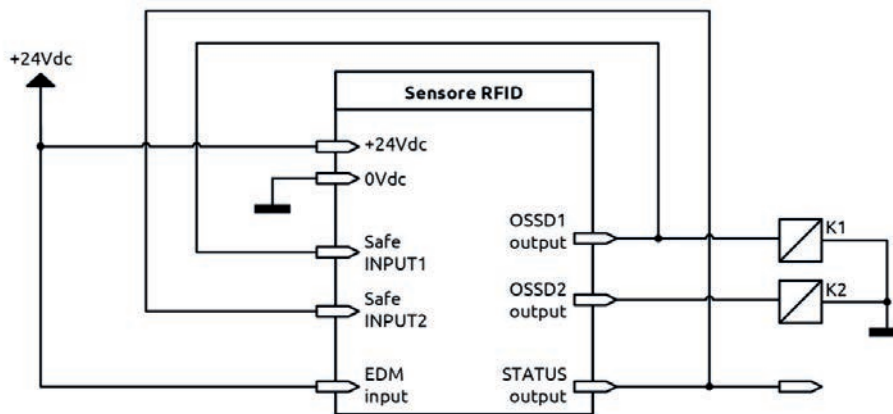 +24Vdc
Sensore RFID
+24Vdc
0Vdc
Safe
INPUT1
Safe
INPUT2
EDM
input
OSSD1
output
OSSD2
output
STATUS
output
K1
K2